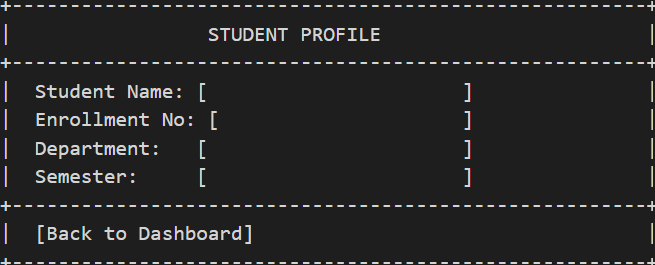 +----------------------------------------------------+
|                STUDENT PROFILE                      |
+----------------------------------------------------+
|  Student Name: [                     ]              |
|  Enrollment No: [                    ]              |
|  Department:   [                     ]              |
|  Semester:     [                     ]              |
+----------------------------------------------------+
|  [Back to Dashboard]                                |
+----------------------------------------------------+